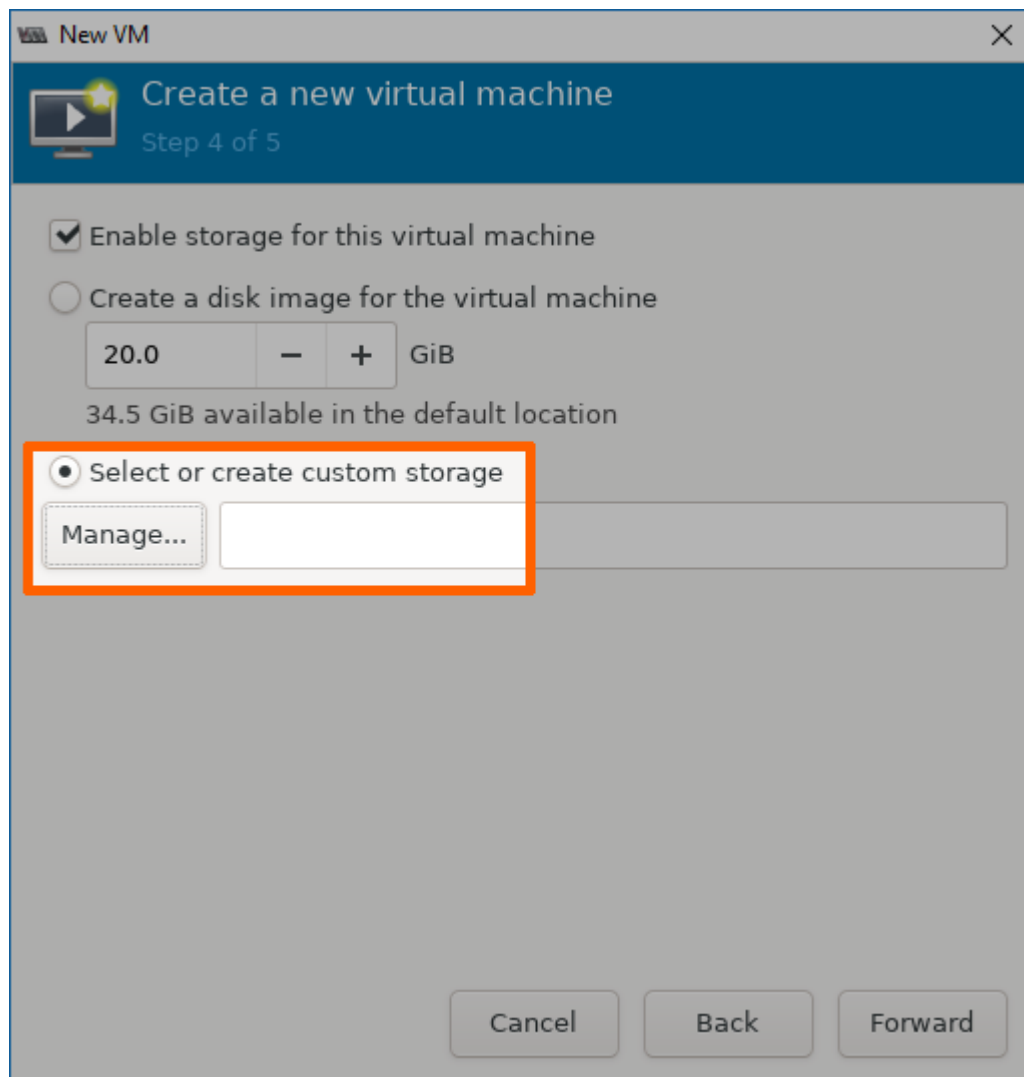 New VM
Create a new virtual machine
Step 4 of 5
Enable storage for this virtual machine
Create a disk image for the virtual machine
20.0 − + GiB
34.5 GiB available in the default location
Select or create custom storage
Manage...
Cancel Back Forward